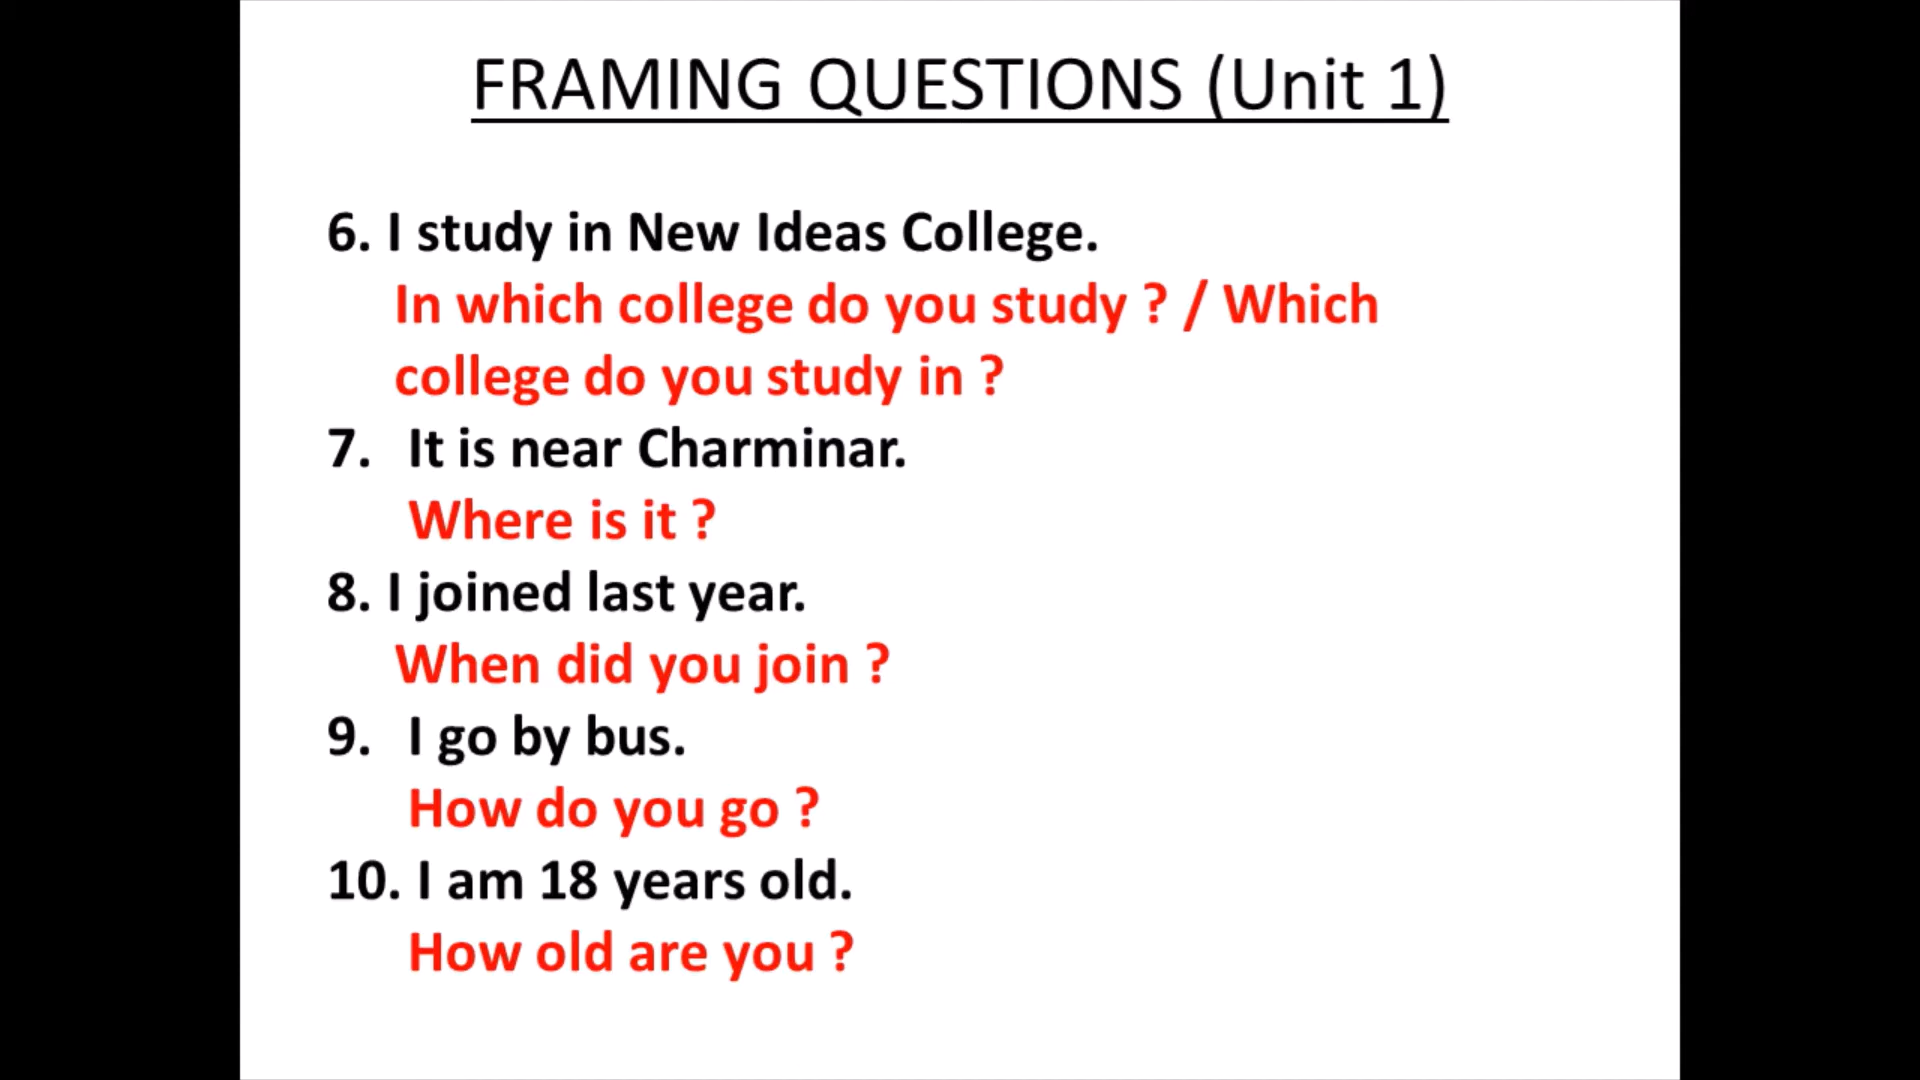 FRAMING QUESTIONS (Unit 1)
6. I study in New Ideas College.
In which college do you study ? / Which
college do you study in ?
7. It is near Charminar.
Where is it ?
8. I joined last year.
When did you join ?
9. I go by bus.
How do you go ?
10. I am 18 years old.
How old are you ?